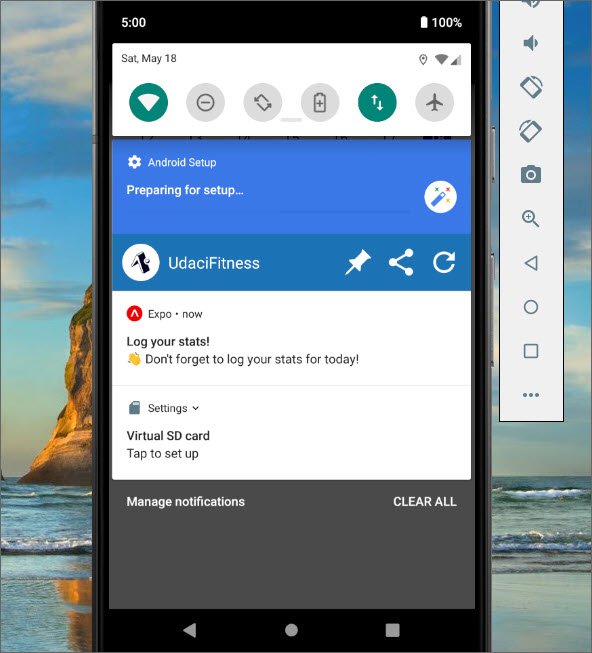 5:00
100%
Sat, May 18
Android Setup
Preparing for setup…
UdaciFitness
Expo • now
Log your stats!
👋 Don't forget to log your stats for today!
Settings
Virtual SD card
Tap to set up
Manage notifications
CLEAR ALL